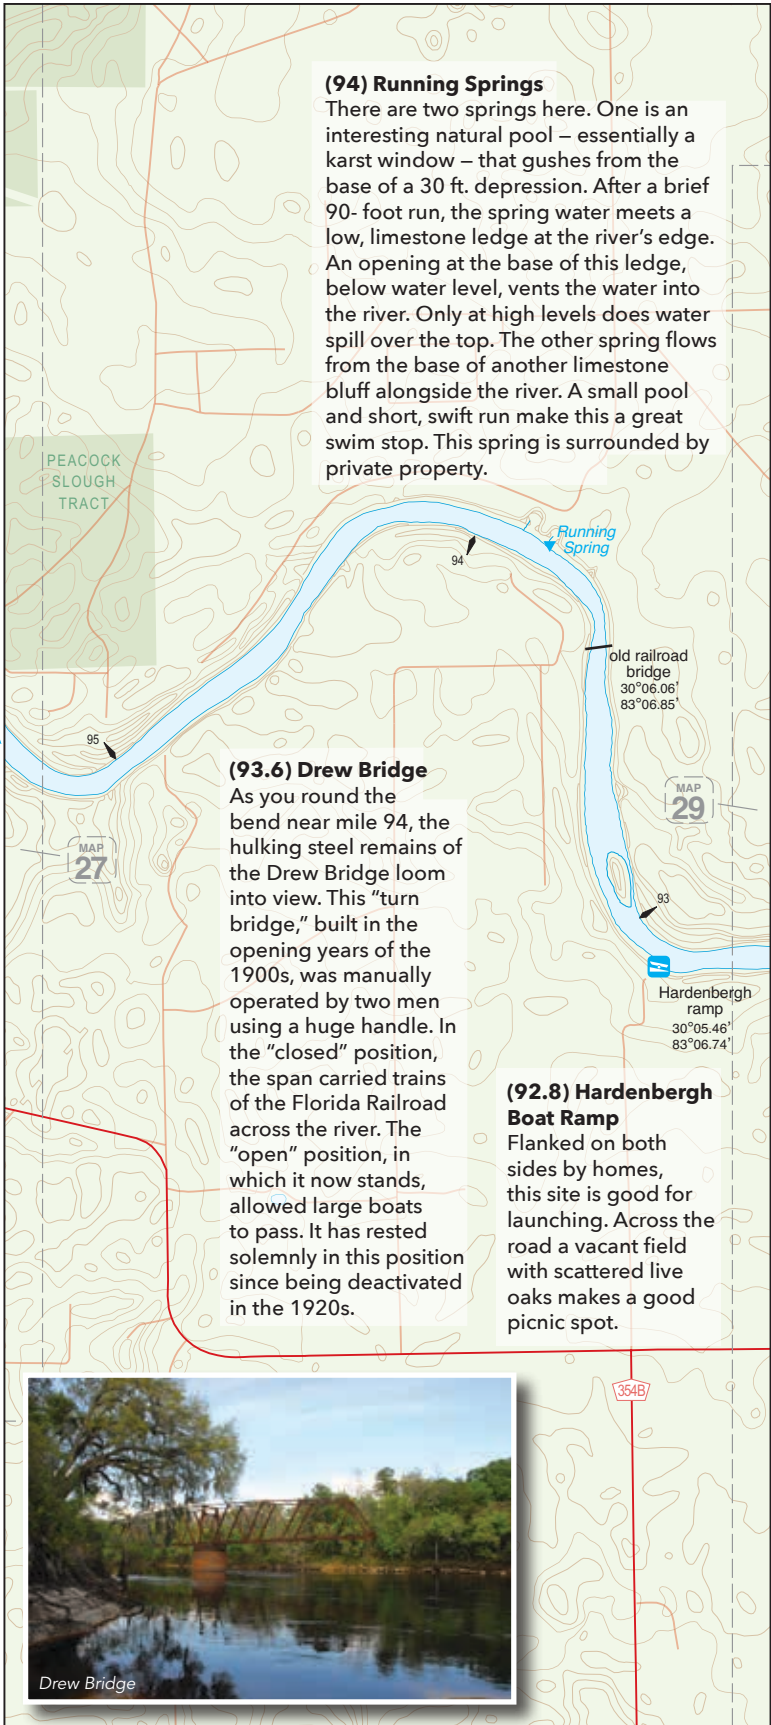 (94) Running Springs
There are two springs here. One is an
interesting natural pool – essentially a
karst window – that gushes from the
base of a 30 ft. depression. After a brief
90- foot run, the spring water meets a
low, limestone ledge at the river’s edge.
An opening at the base of this ledge,
below water level, vents the water into
the river. Only at high levels does water
spill over the top. The other spring flows
from the base of another limestone
bluff alongside the river. A small pool
and short, swift run make this a great
swim stop. This spring is surrounded by
private property.
PEACOCK
SLOUGH
TRACT
Running
Spring
94
old railroad
bridge
30°06.06’
83°06.85’
95
MAP
29
MAP
27
93
(93.6) Drew Bridge
As you round the
bend near mile 94, the
hulking steel remains of
the Drew Bridge loom
into view. This “turn
bridge,” built in the
opening years of the
1900s, was manually
operated by two men
using a huge handle. In
the “closed” position,
the span carried trains
of the Florida Railroad
across the river. The
“open” position, in
which it now stands,
allowed large boats
to pass. It has rested
solemnly in this position
since being deactivated
in the 1920s.
Hardenbergh
ramp
30°05.46’
83°06.74’
(92.8) Hardenbergh
Boat Ramp
Flanked on both
sides by homes,
this site is good for
launching. Across the
road a vacant field
with scattered live
oaks makes a good
picnic spot.
354B
Drew Bridge